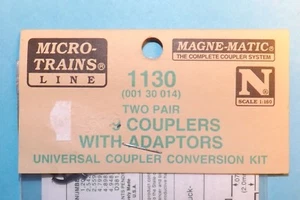 MICRO-
TRAINS®
LINE
MAGNE-MATIC®
THE COMPLETE COUPLER SYSTEM
1130
(001 30 014)
N®
SCALE 1:160
TWO PAIR
COUPLERS
WITH ADAPTORS
UNIVERSAL COUPLER CONVERSION KIT